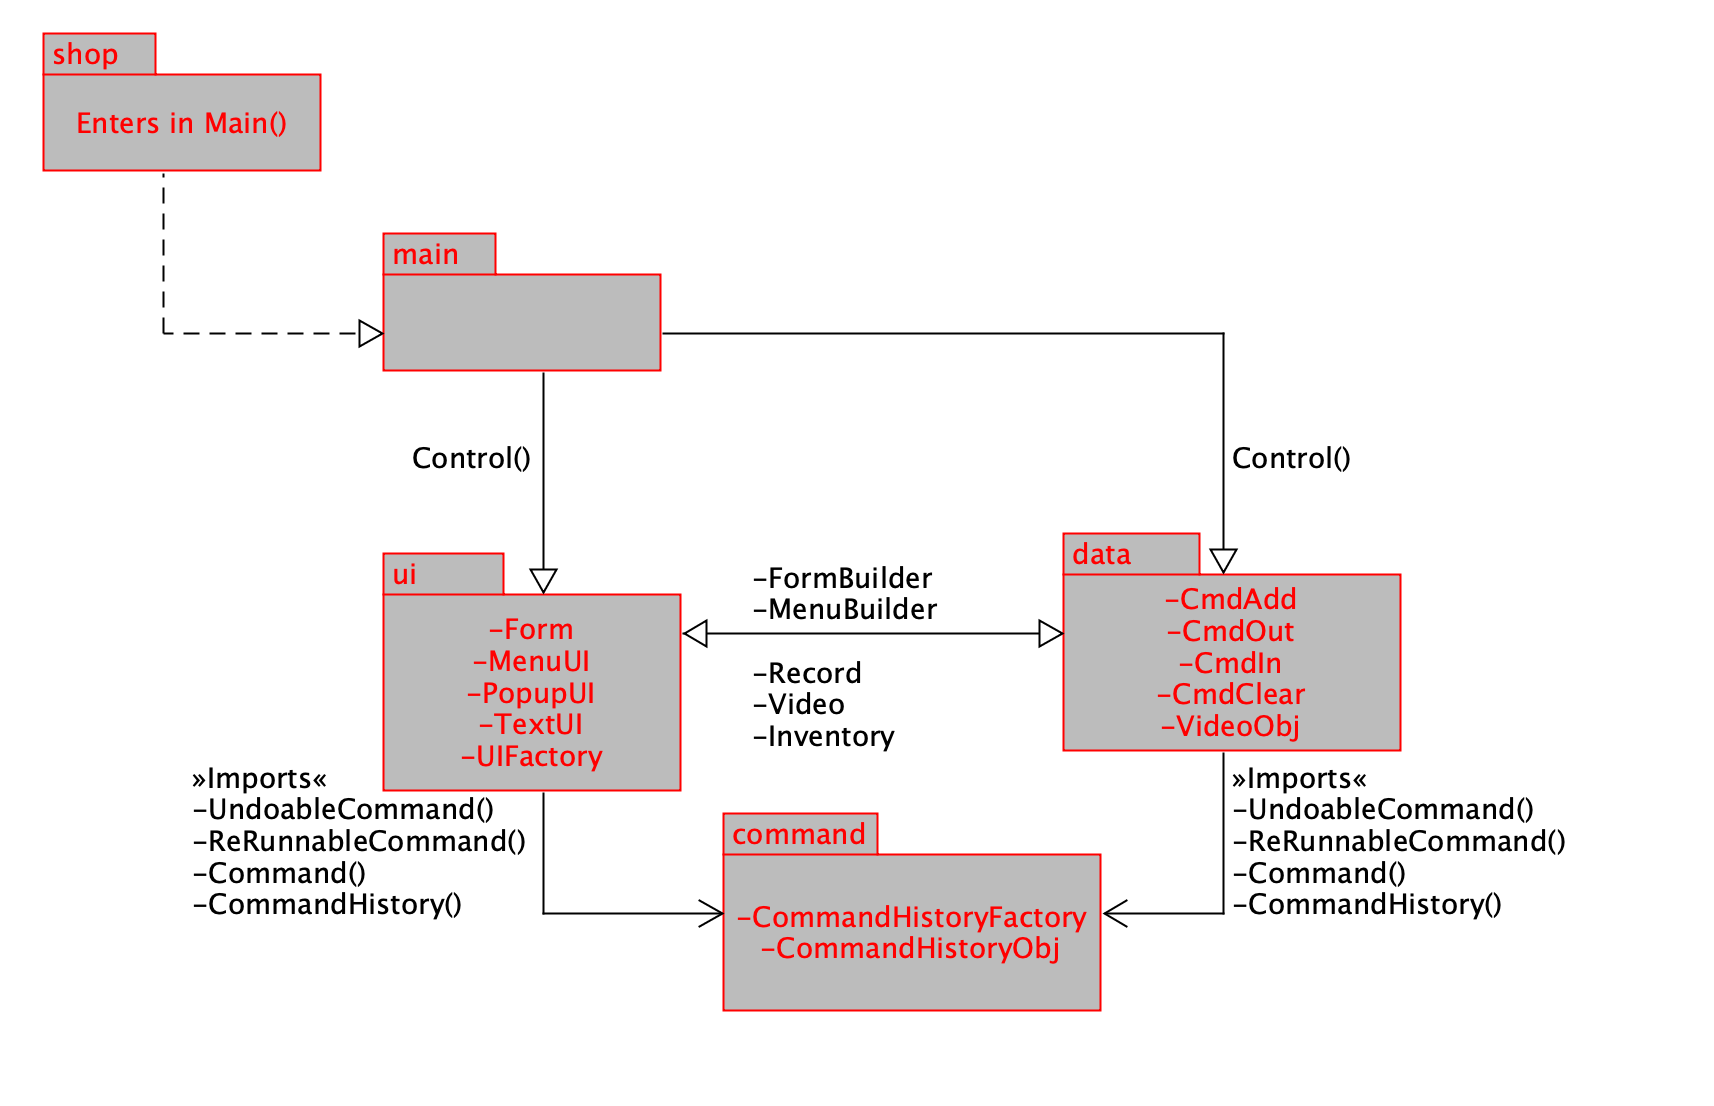 shop
Enters in Main()
main
Control()
Control()
ui
-Form
-MenuUI
-PopupUI
-TextUI
-UIFactory
-FormBuilder
-MenuBuilder
-Record
-Video
-Inventory
data
-CmdAdd
-CmdOut
-CmdIn
-CmdClear
-VideoObj
»Imports«
-UndoableCommand()
-ReRunnableCommand()
-Command()
-CommandHistory()
command
-CommandHistoryFactory
-CommandHistoryObj
»Imports«
-UndoableCommand()
-ReRunnableCommand()
-Command()
-CommandHistory()